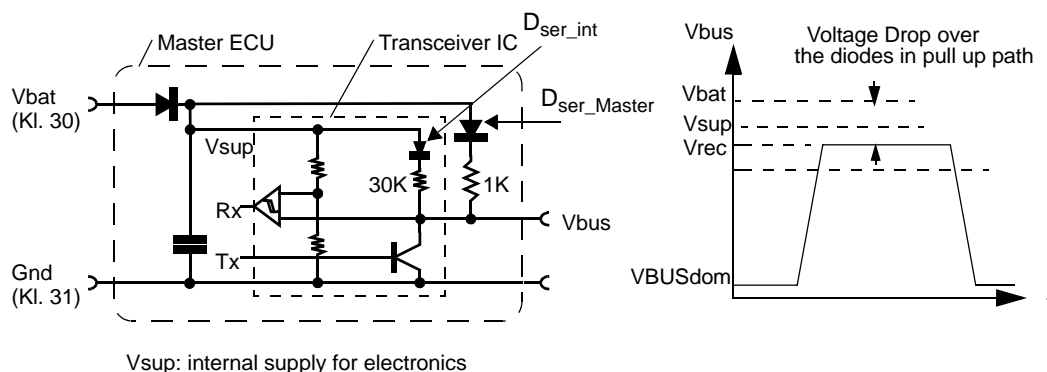 Master ECU
Transceiver IC
Dser_int
Dser_Master
Vbat
(Kl. 30)
Vsup
30K
1K
Rx
Vbus
Tx
Gnd
(Kl. 31)
Vsup: internal supply for electronics
Vbus
Voltage Drop over
the diodes in pull up path
Vbat
Vsup
Vrec
VBUSdom